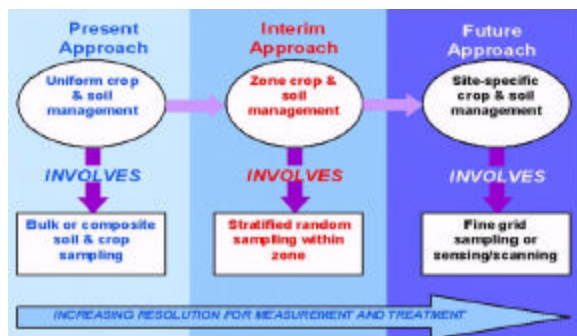 Present
Approach
Interim
Approach
Future
Approach
Uniform crop
& soil
management
Zone crop &
soil
management
Site-specific
crop & soil
management
INVOLVES
INVOLVES
INVOLVES
Bulk or composite
soil & crop
sampling
Stratified random
sampling within
zone
Fine grid
sampling or
sensing/scanning
INCREASING RESOLUTION FOR MEASUREMENT AND TREATMENT